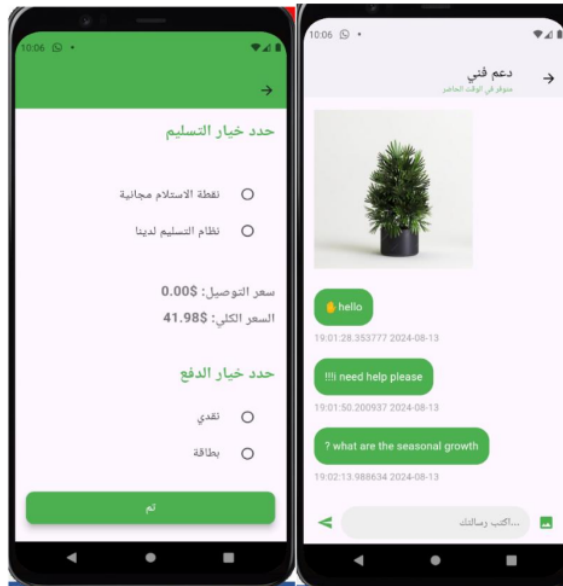 10:06
حدد خيار التسليم
نقطة الاستلام مجانية
نظام التسليم لدينا
سعر التوصيل: $0.00
السعر الكلي: $41.98
حدد خيار الدفع
نقدي
بطاقة
تم
10:06
دعم فني
متوفر في الوقت الحاضر
✋ hello
19:01:28.353777 2024-08-13
!!!i need help please
19:01:50.200937 2024-08-13
? what are the seasonal growth
19:02:13.988634 2024-08-13
...اكتب رسالتك